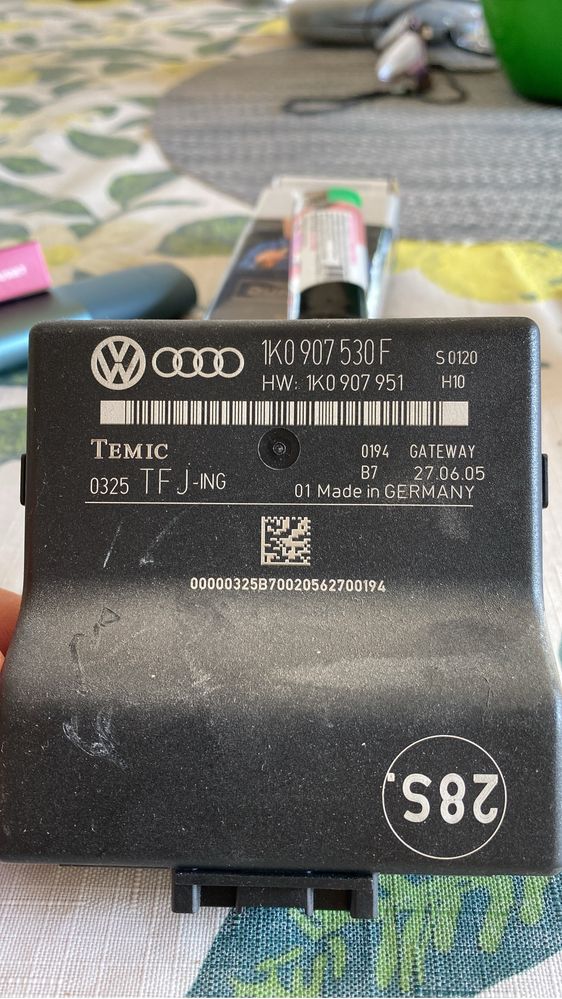 1K0 907 530 F
S 0120
HW: 1K0 907 951
H10
TEMIC
0194 GATEWAY
B7 27.06.05
0325 TFJ-ING
01 Made in GERMANY
00000325B70020562700194
28S.